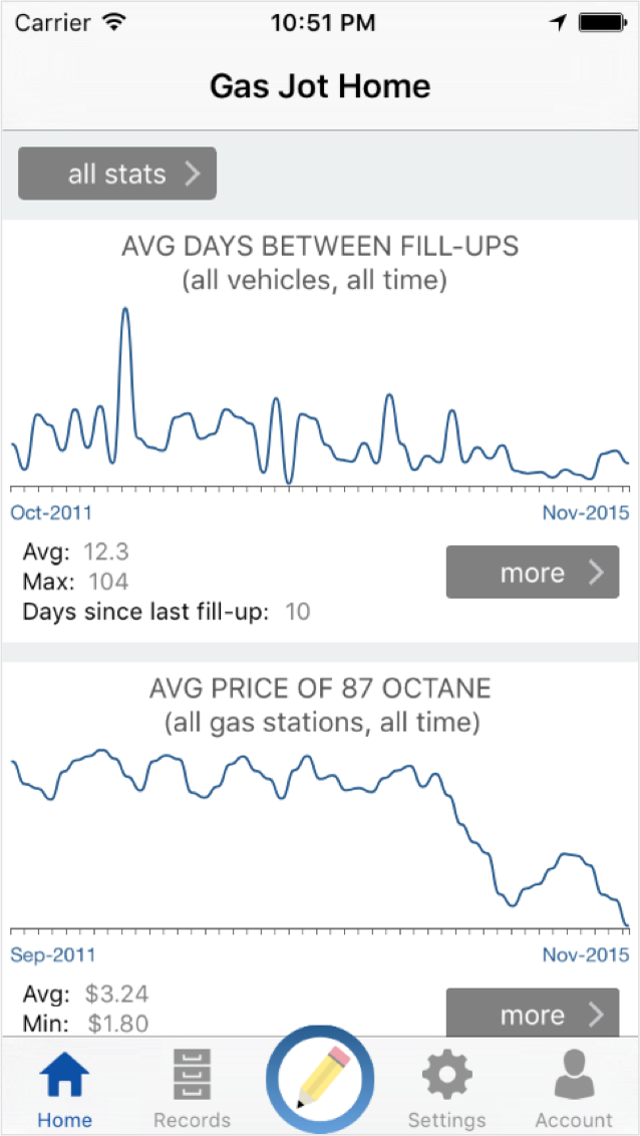 Carrier 10:51 PM
Gas Jot Home
all stats
AVG DAYS BETWEEN FILL-UPS
(all vehicles, all time)
Oct-2011 Nov-2015
Avg: 12.3
Max: 104
more
Days since last fill-up: 10
AVG PRICE OF 87 OCTANE
(all gas stations, all time)
Sep-2011 Nov-2015
Avg: $3.24
more
Min: $1.80
Home Records Settings Account